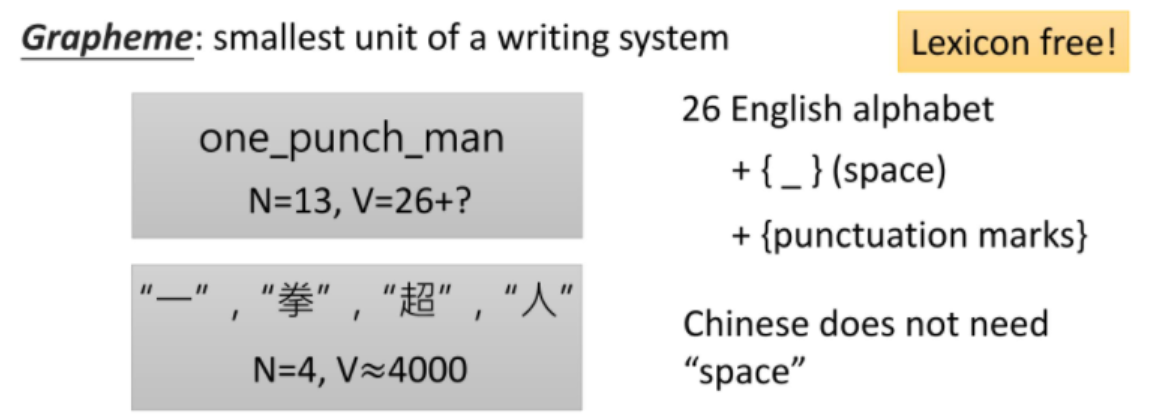 Grapheme: smallest unit of a writing system
Lexicon free!
one_punch_man
N=13, V=26+?
“一”，“拳”，“超”，“人”
N=4, V≈4000
26 English alphabet
+ { _ } (space)
+ {punctuation marks}
Chinese does not need
“space”